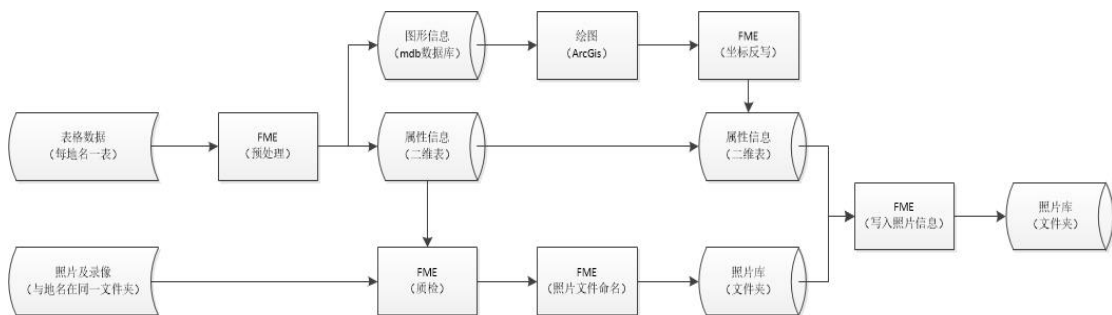 图形信息
（mdb数据库）
绘图
（ArcGis）
FME
（坐标反写）
表格数据
（每地名一表）
FME
（预处理）
属性信息
（二维表）
属性信息
（二维表）
FME
（写入照片信息）
照片库
（文件夹）
照片及录像
（与地名在同一文件夹）
FME
（质检）
FME
（照片文件命名）
照片库
（文件夹）